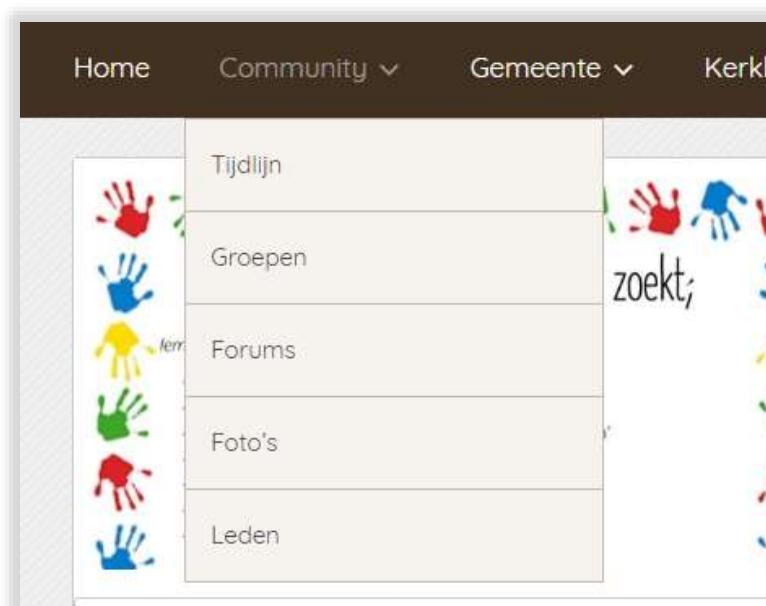 Home Community Gemeente
Tijdlijn
Groepen
zoekt;
Forums
Foto's
Leden